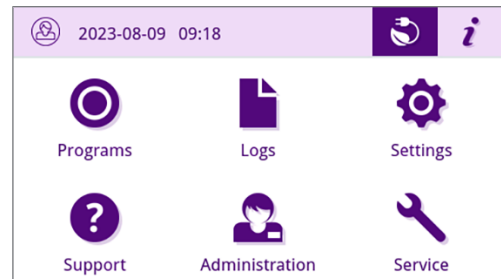 2023-08-09 09:18 i
Programs Logs Settings
? 
Support Administration Service